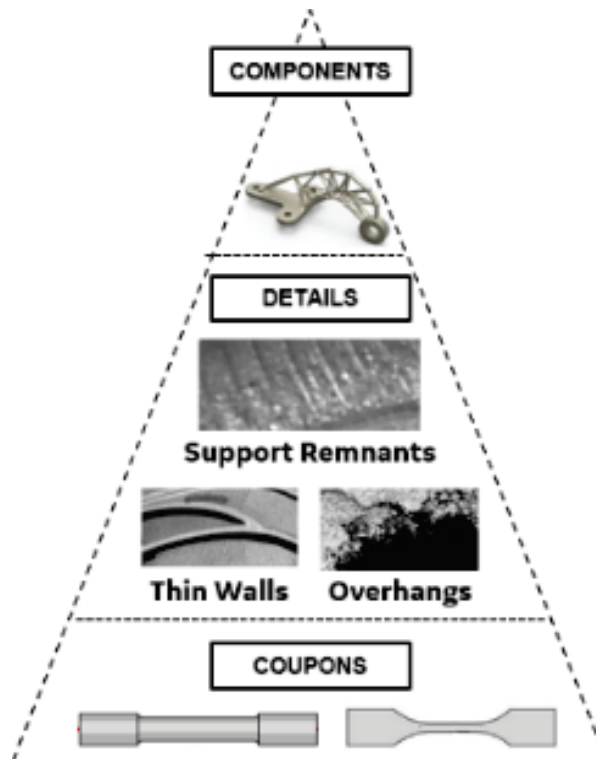 COMPONENTS
DETAILS
Support Remnants
Thin Walls
Overhangs
COUPONS